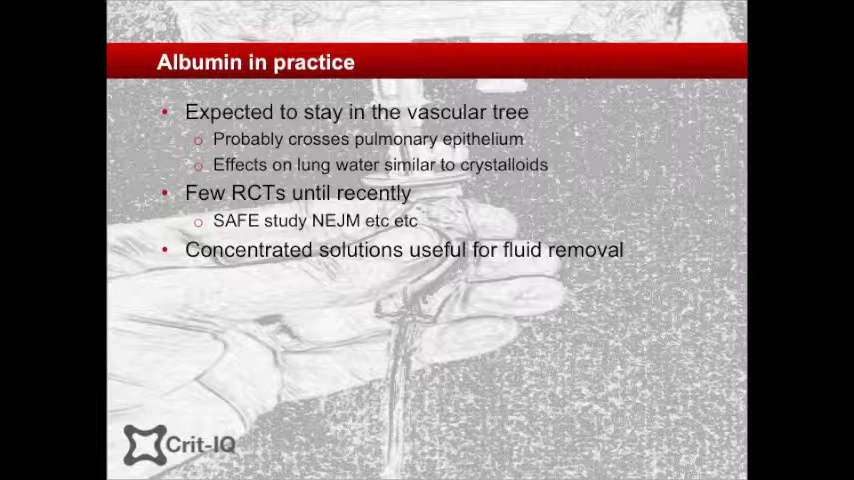 Albumin in practice
• Expected to stay in the vascular tree
o Probably crosses pulmonary epithelium
o Effects on lung water similar to crystalloids
• Few RCTs until recently
o SAFE study NEJM etc etc
• Concentrated solutions useful for fluid removal
Crit-IQ